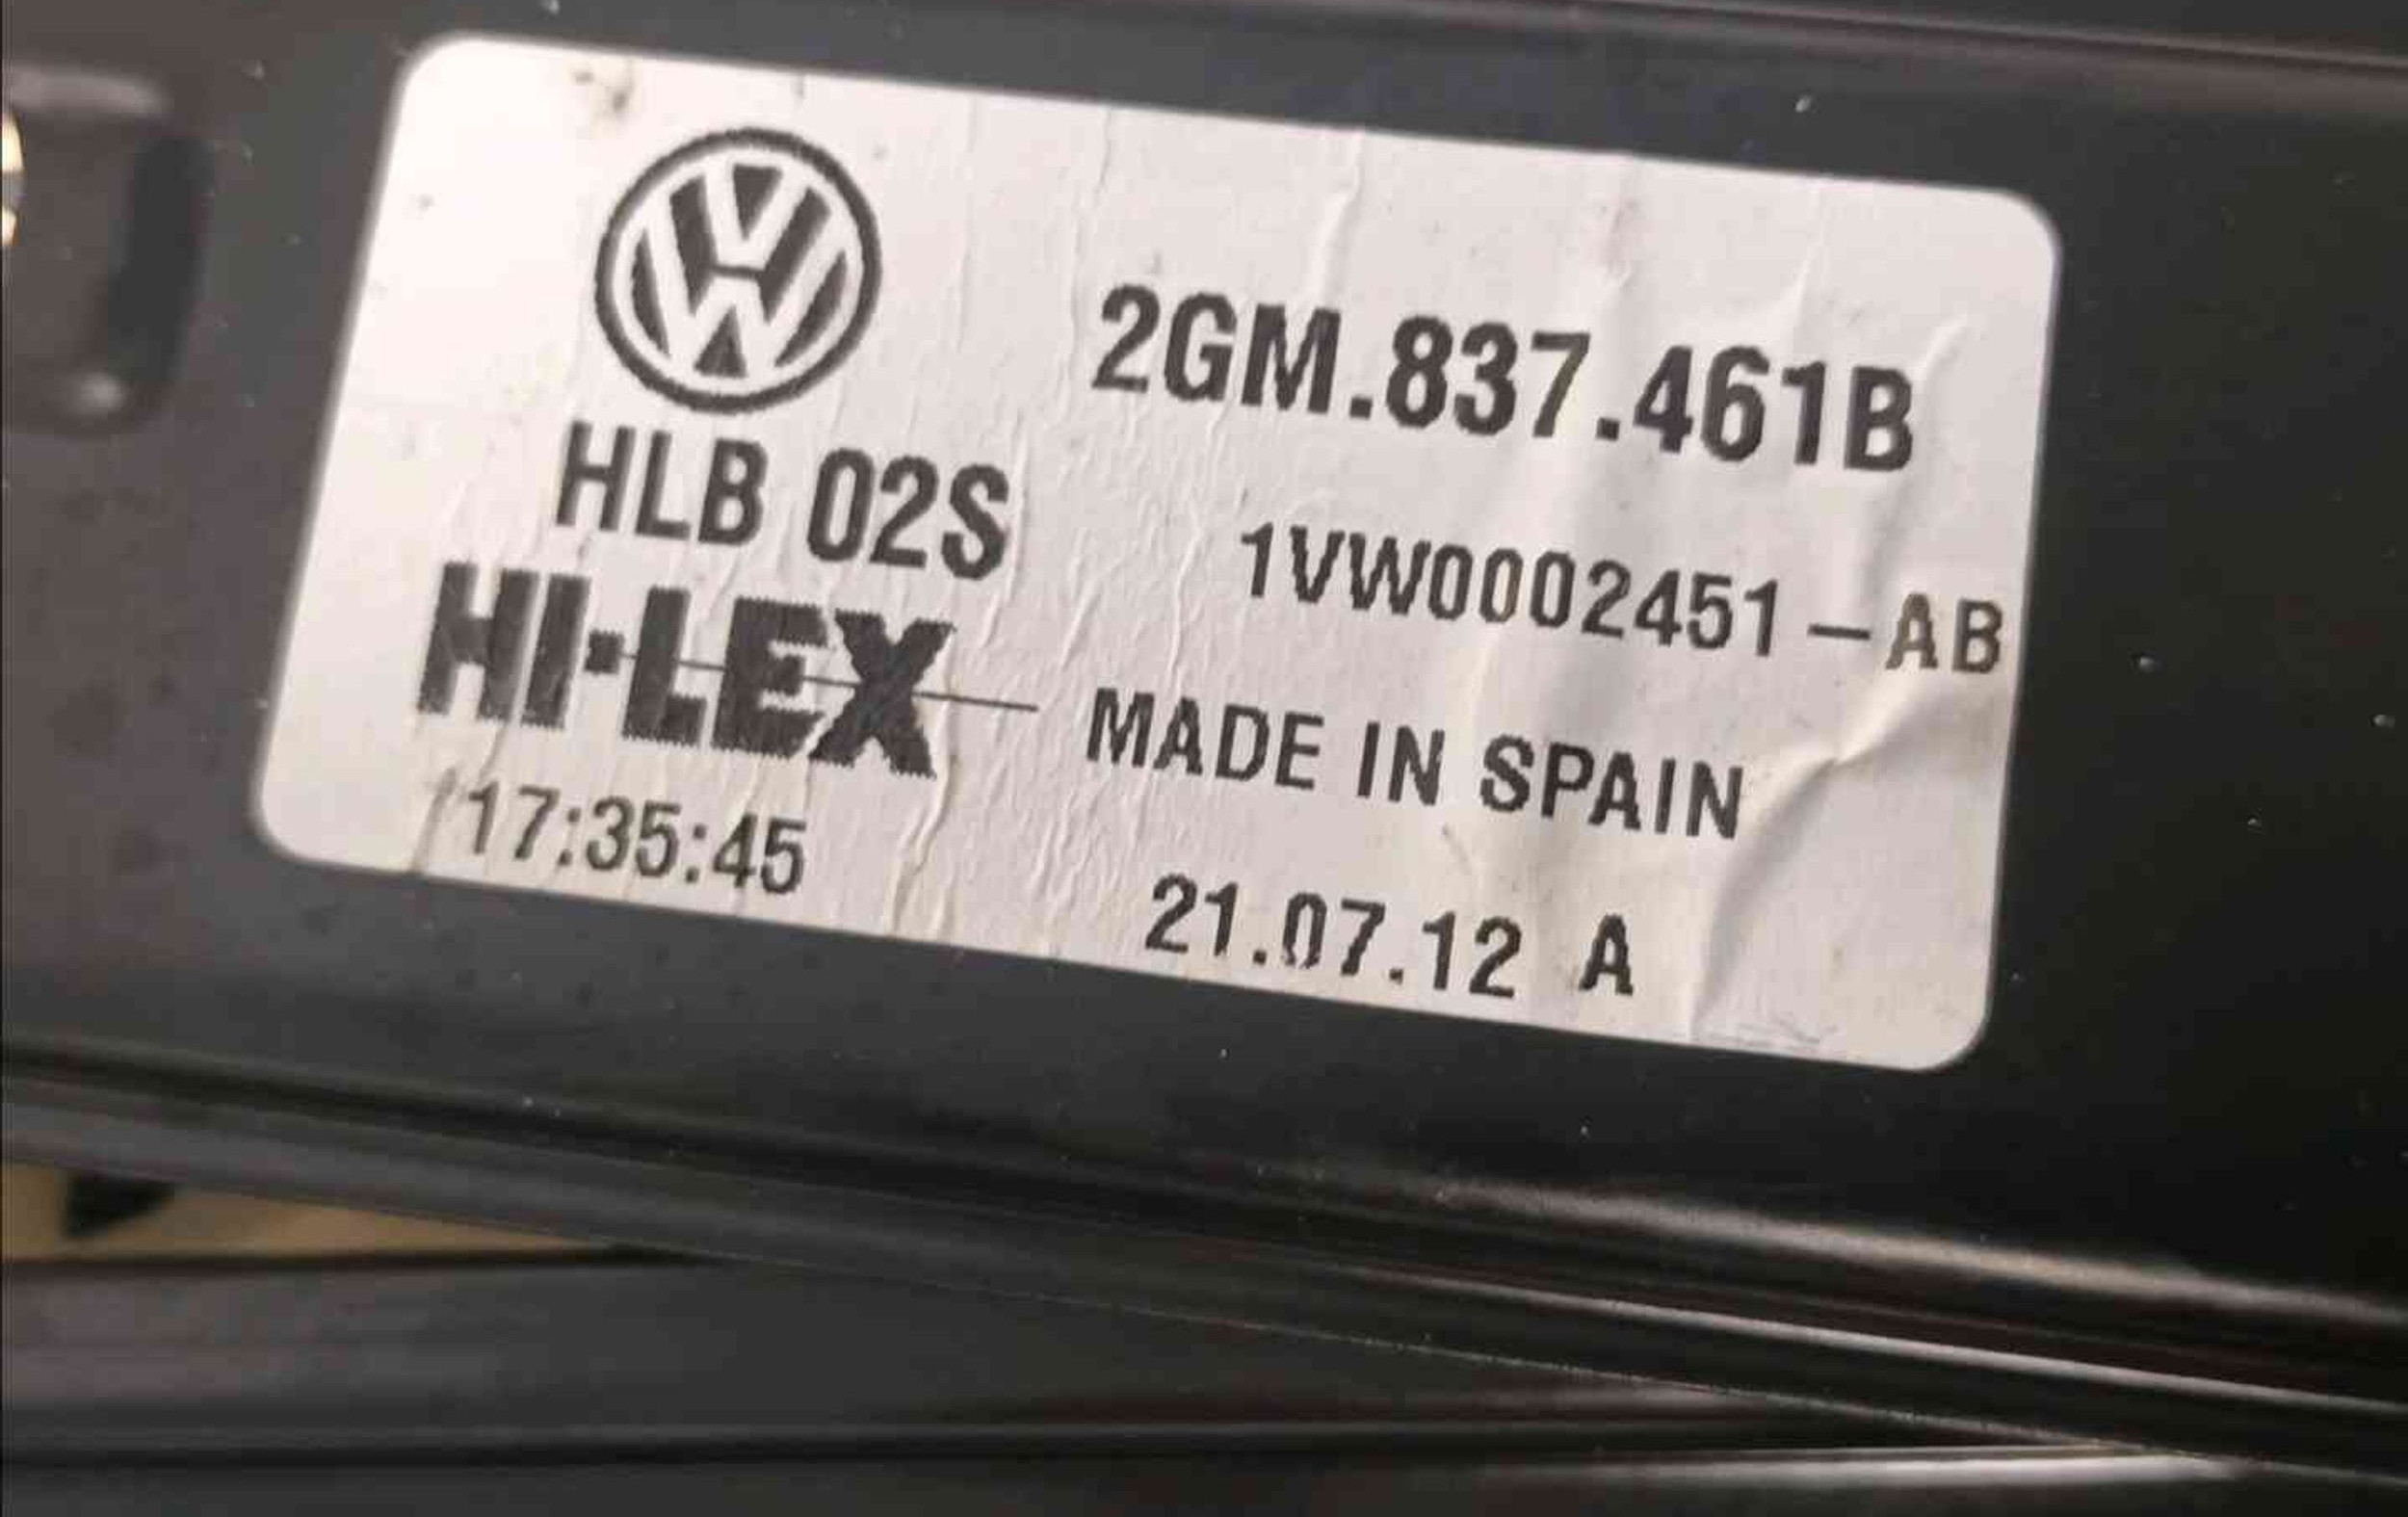 2GM.837.461B
HLB 02S
1VW0002451-AB
HI-LEX
MADE IN SPAIN
17:35:45
21.07.12 A